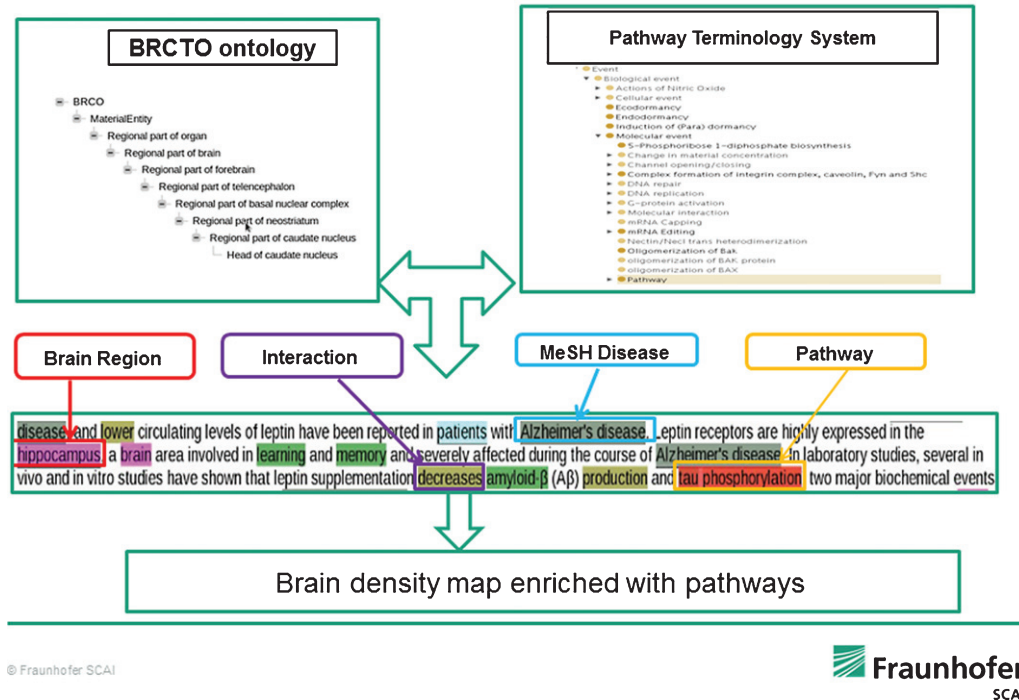 BRCTO ontology
BRCO
MaterialEntity
Regional part of organ
Regional part of brain
Regional part of forebrain
Regional part of telencephalon
Regional part of basal nuclear complex
Regional part of neostriatum
Regional part of caudate nucleus
Head of caudate nucleus
Pathway Terminology System
Event
Biological event
Actions of Nitric Oxide
Cellular event
Ecodormancy
Endodormancy
Induction of (Para) dormancy
Molecular event
5-Phosphoribose 1-diphosphate biosynthesis
Change in material concentration
Channel opening/closing
Complex formation of integrin complex, caveolin, Fyn and Shc
DNA repair
DNA replication
G-protein activation
Molecular interaction
mRNA Capping
mRNA Editing
Nectin/Necl trans heterodimerization
Oligomerization of Bak
oligomerization of BAK protein
oligomerization of BAX
Pathway
Brain Region
Interaction
MeSH Disease
Pathway
disease and lower circulating levels of leptin have been reported in patients with Alzheimer's disease. Leptin receptors are highly expressed in the
hippocampus, a brain area involved in learning and memory and severely affected during the course of Alzheimer's disease. In laboratory studies, several in
vivo and in vitro studies have shown that leptin supplementation decreases amyloid-β (Aβ) production and tau phosphorylation two major biochemical events
Brain density map enriched with pathways
© Fraunhofer SCAI
Fraunhofer
SCA